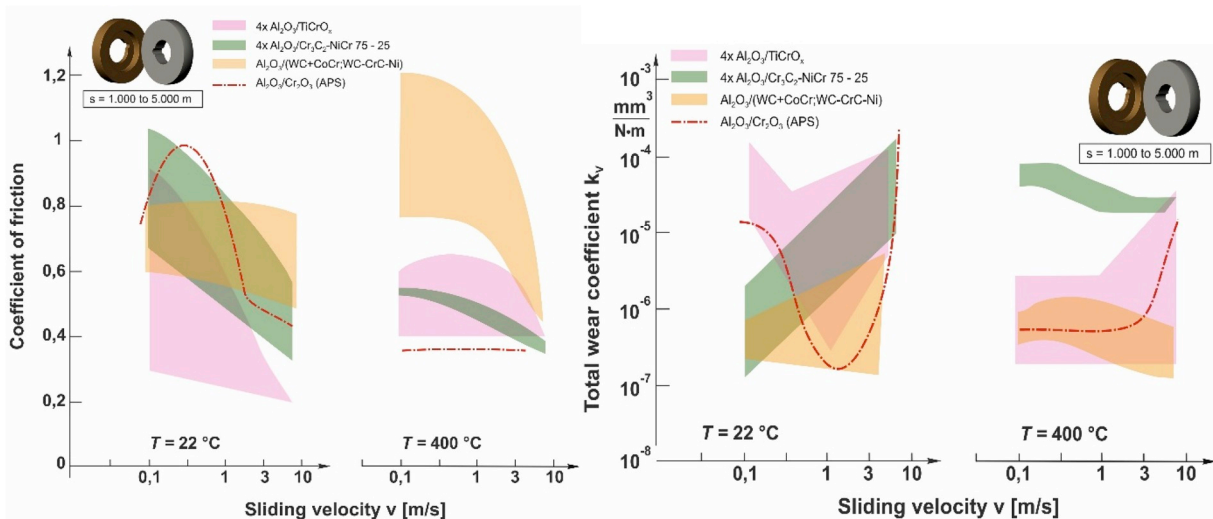 4x Al₂O₃/TiCrOₓ
4x Al₂O₃/Cr₃C₂-NiCr 75 - 25
Al₂O₃/(WC+CoCr;WC-CrC-Ni)
Al₂O₃/Cr₂O₃ (APS)
s = 1.000 to 5.000 m
Coefficient of friction
1,2
1
0,8
0,6
0,4
0,2
0
T = 22 °C
T = 400 °C
0,1 1 3 10
0,1 1 3 10
Sliding velocity v [m/s]
4x Al₂O₃/TiCrOₓ
4x Al₂O₃/Cr₃C₂-NiCr 75 - 25
Al₂O₃/(WC+CoCr;WC-CrC-Ni)
Al₂O₃/Cr₂O₃ (APS)
s = 1.000 to 5.000 m
Total wear coefficient kᵥ
10⁻³
mm³
N•m
10⁻⁴
10⁻⁵
10⁻⁶
10⁻⁷
10⁻⁸
T = 22 °C
T = 400 °C
0,1 1 3 10
0,1 1 3 10
Sliding velocity v [m/s]